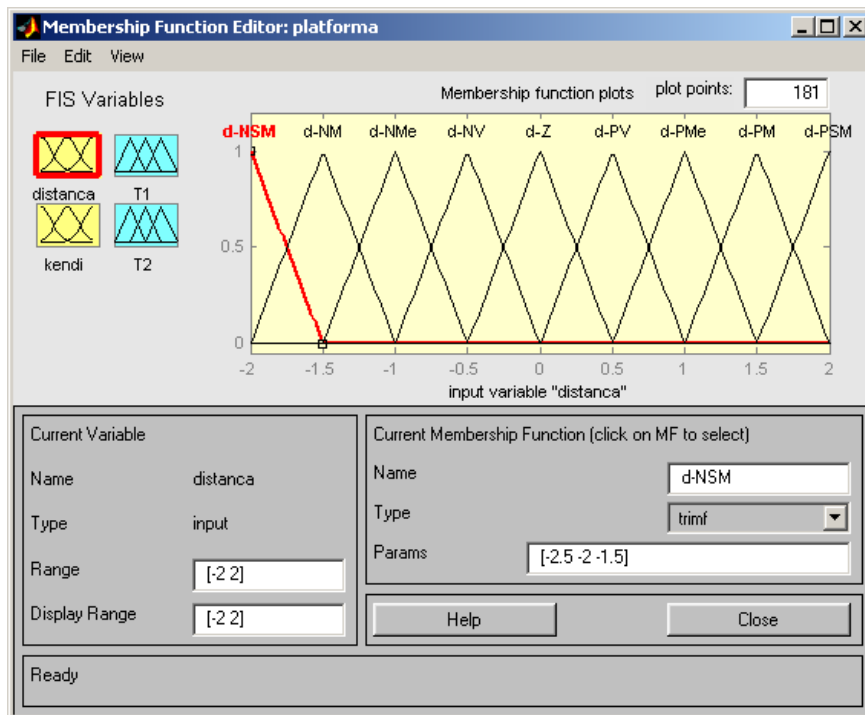 Membership Function Editor: platforma
File Edit View
FIS Variables
Membership function plots plot points: 181
d-NSM d-NM d-NMe d-NV d-Z d-PV d-PMe d-PM d-PSM
distanca T1
kendi T2
1
0.5
0
-2 -1.5 -1 -0.5 0 0.5 1 1.5 2
input variable "distanca"
Current Variable
Name distanca
Type input
Range [-2 2]
Display Range [-2 2]
Current Membership Function (click on MF to select)
Name d-NSM
Type trimf
Params [-2.5 -2 -1.5]
Help Close
Ready